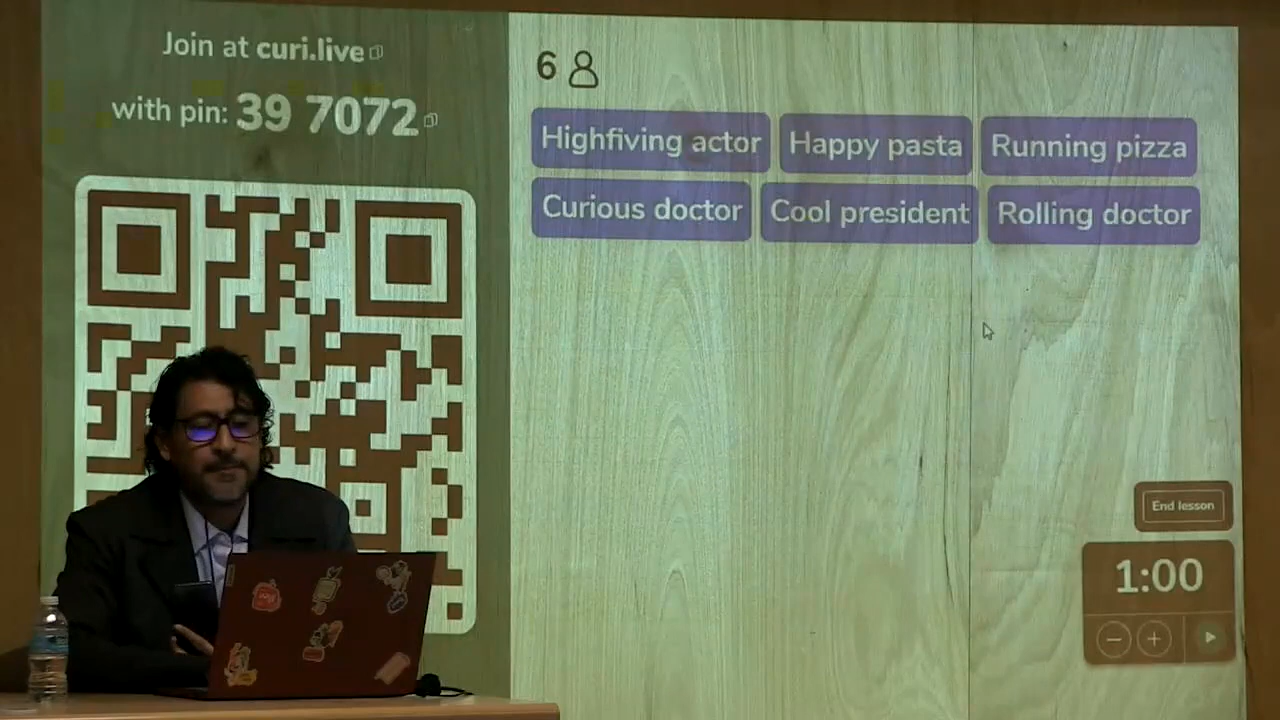 Join at curi.live
with pin: 39 7072
6
Highfiving actor
Happy pasta
Running pizza
Curious doctor
Cool president
Rolling doctor
End lesson
1:00